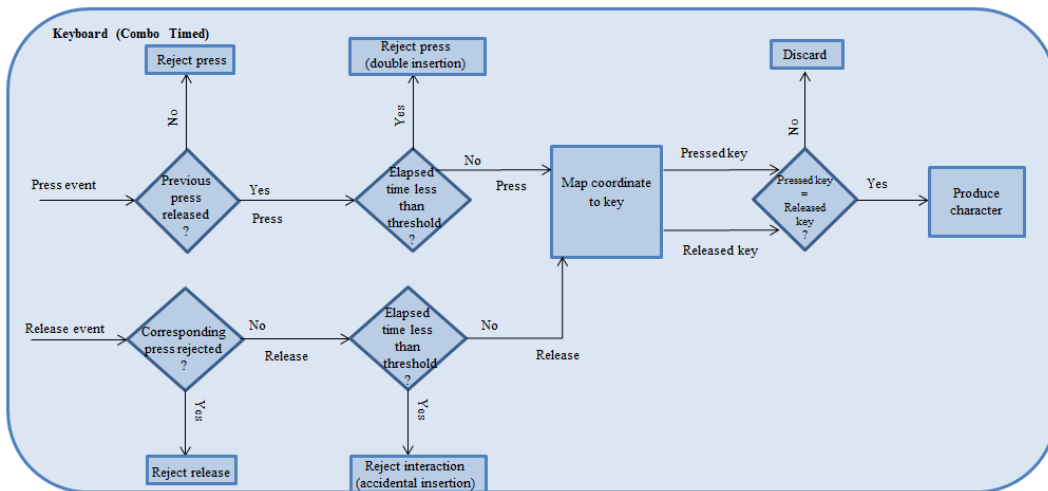 Keyboard (Combo Timed)
Reject press
Reject press
(double insertion)
Discard
No
Yes
No
Press event
Previous
press
released
?
Yes
Press
Elapsed
time less
than
threshold
?
No
Press
Map coordinate
to key
Pressed key
Released key
Pressed key
=
Released
key
?
Yes
Produce
character
Release event
Corresponding
press rejected
?
No
Release
Elapsed
time less
than
threshold
?
No
Release
Yes
Yes
Reject release
Reject interaction
(accidental insertion)